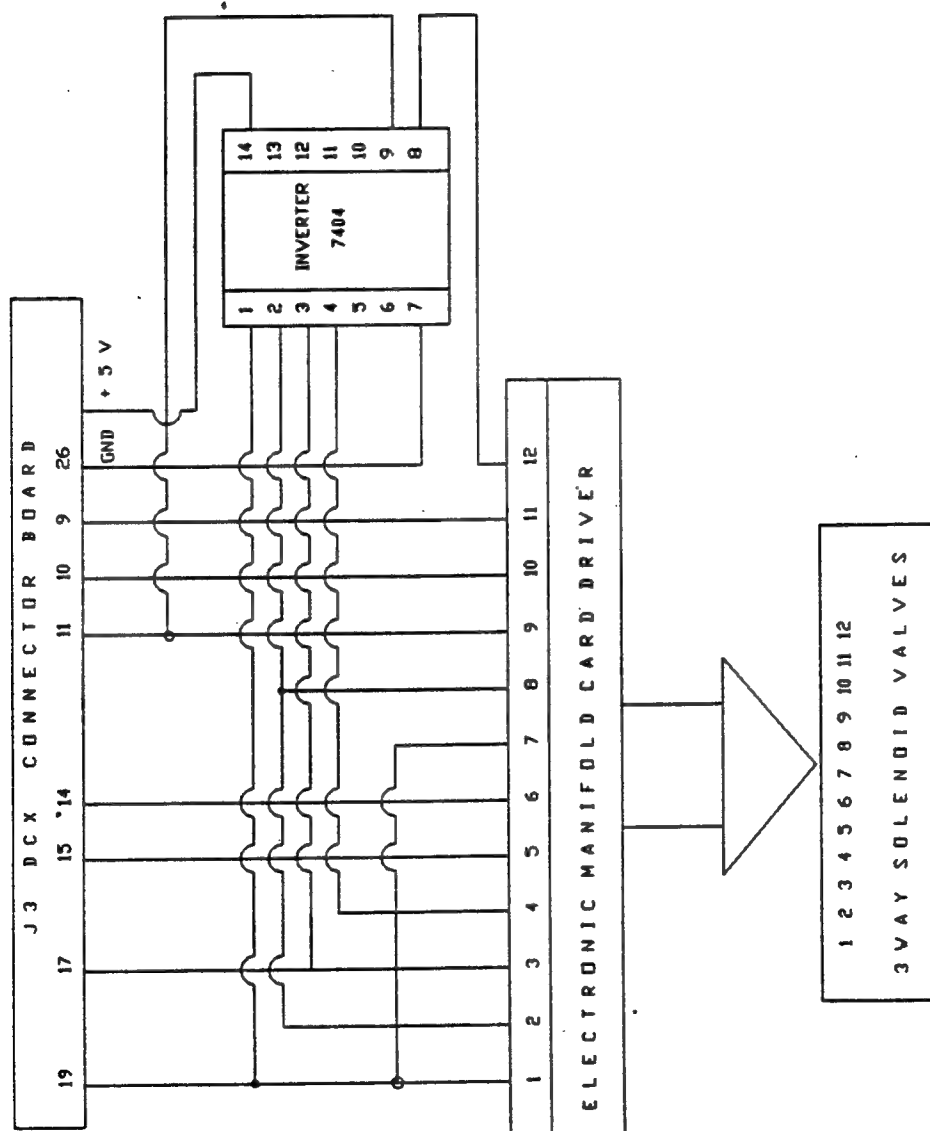 J3 DCX CONNECTOR BOARD
19 17 15 14 11 10 9 26
GND
+ 5 V
INVERTER
7404
1 2 3 4 5 6 7
14 13 12 11 10 9 8
1 2 3 4 5 6 7 8 9 10 11 12
ELECTRONIC MANIFOLD CARD DRIVER
1 2 3 4 5 6 7 8 9 10 11 12
3 WAY SOLENOID VALVES